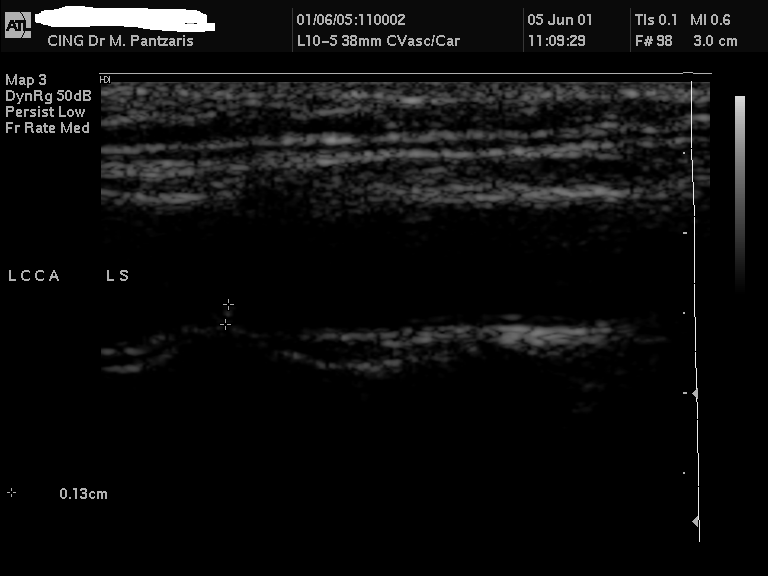 ATL
CING Dr M. Pantzaris
01/06/05:110002
L10-5 38mm CVasc/Car
05 Jun 01
11:09:29
TIs 0.1 MI 0.6
F# 98 3.0 cm
Map 3
DynRg 50dB
Persist Low
Fr Rate Med
HDI
LCCA LS
0.13cm